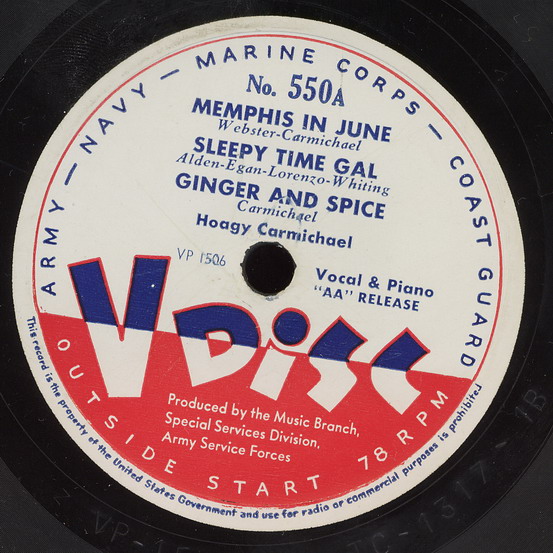 ARMY — NAVY — MARINE CORPS — COAST GUARD
No. 550A
MEMPHIS IN JUNE
Webster-Carmichael
SLEEPY TIME GAL
Alden-Egan-Lorenzo-Whiting
GINGER AND SPICE
Carmichael
Hoagy Carmichael
VP 1506
Vocal & Piano
"AA" RELEASE
V DISC
Produced by the Music Branch,
Special Services Division,
Army Service Forces
OUTSIDE START 78 RPM
This record is the property of the United States Government and use for radio or commercial purposes is prohibited